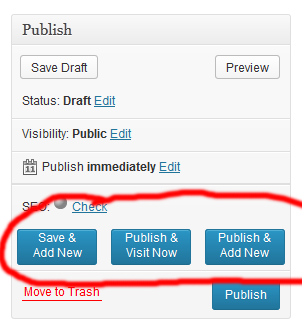 Publish
Save Draft Preview
Status: Draft Edit
Visibility: Public Edit
11 Publish immediately Edit
SEO: Check
Save & Publish & Publish &
Add New Visit Now Add New
Move to Trash Publish